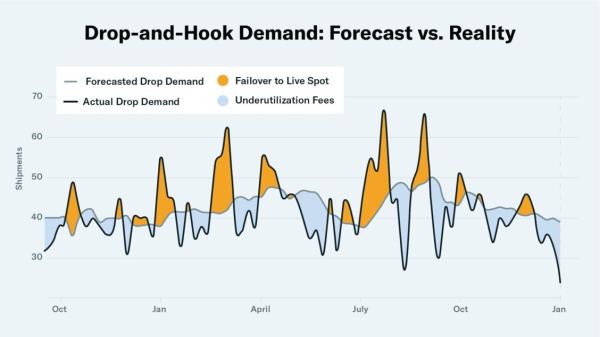 Drop-and-Hook Demand: Forecast vs. Reality
Forecasted Drop Demand
Failover to Live Spot
Actual Drop Demand
Underutilization Fees
70
60
50
40
30
Shipments
Oct
Jan
April
July
Oct
Jan